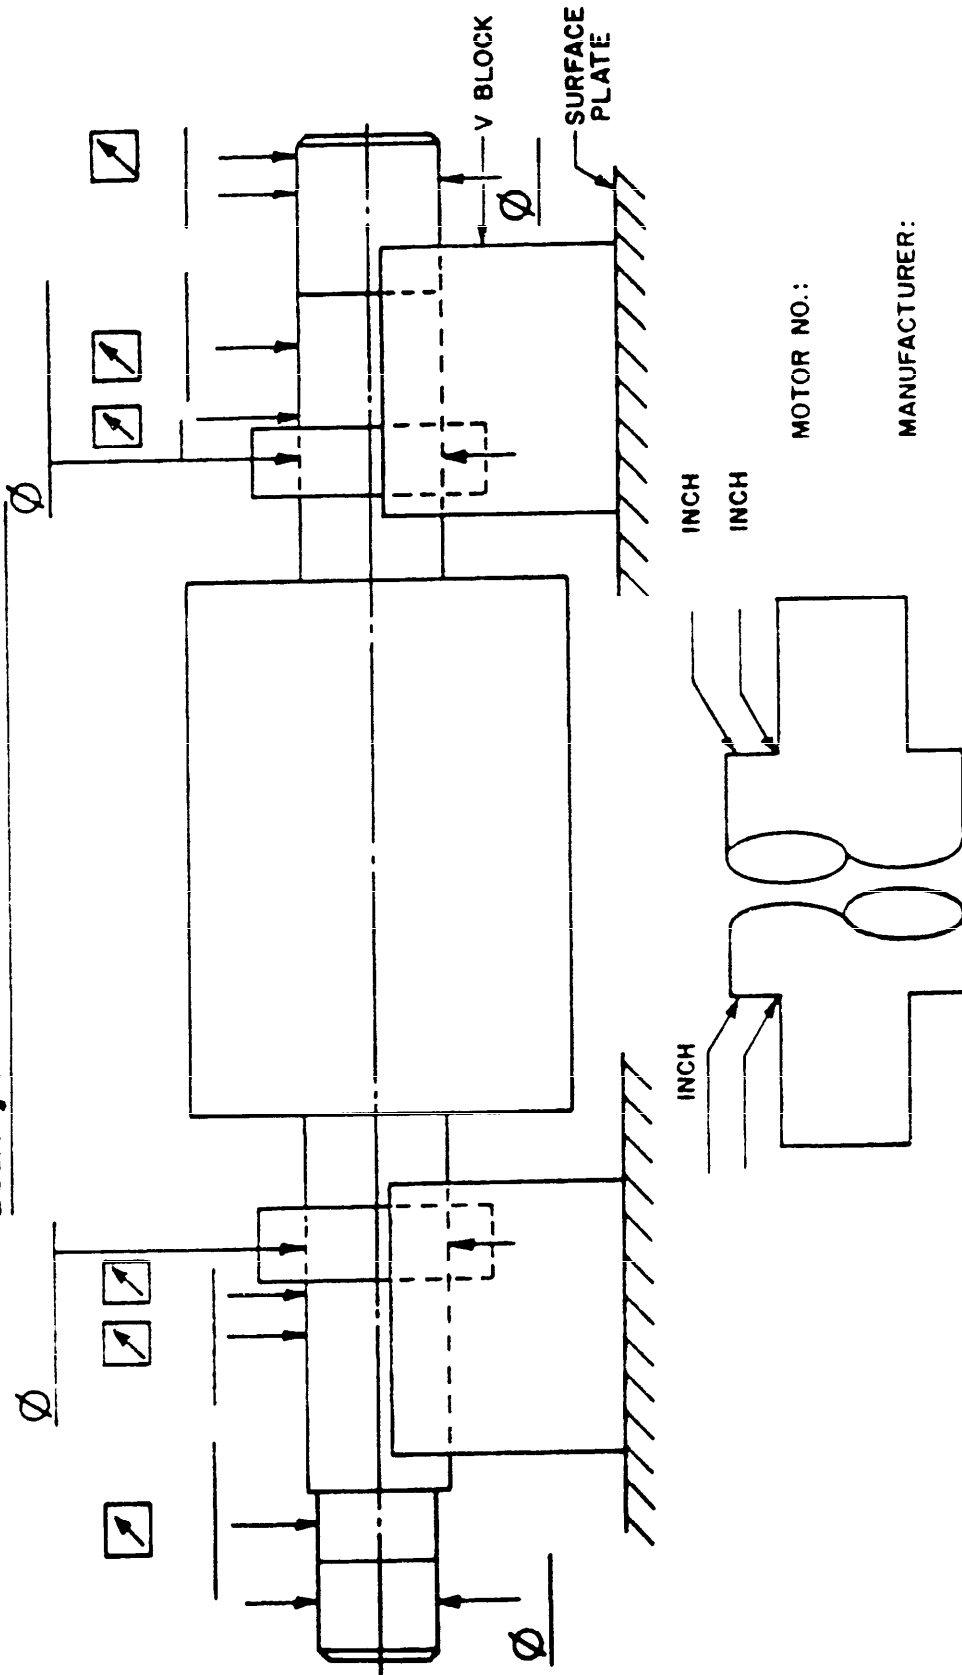 Ø
Ø
V BLOCK
Ø
SURFACE
PLATE
Ø
INCH
INCH
INCH
MOTOR NO.:
MANUFACTURER: